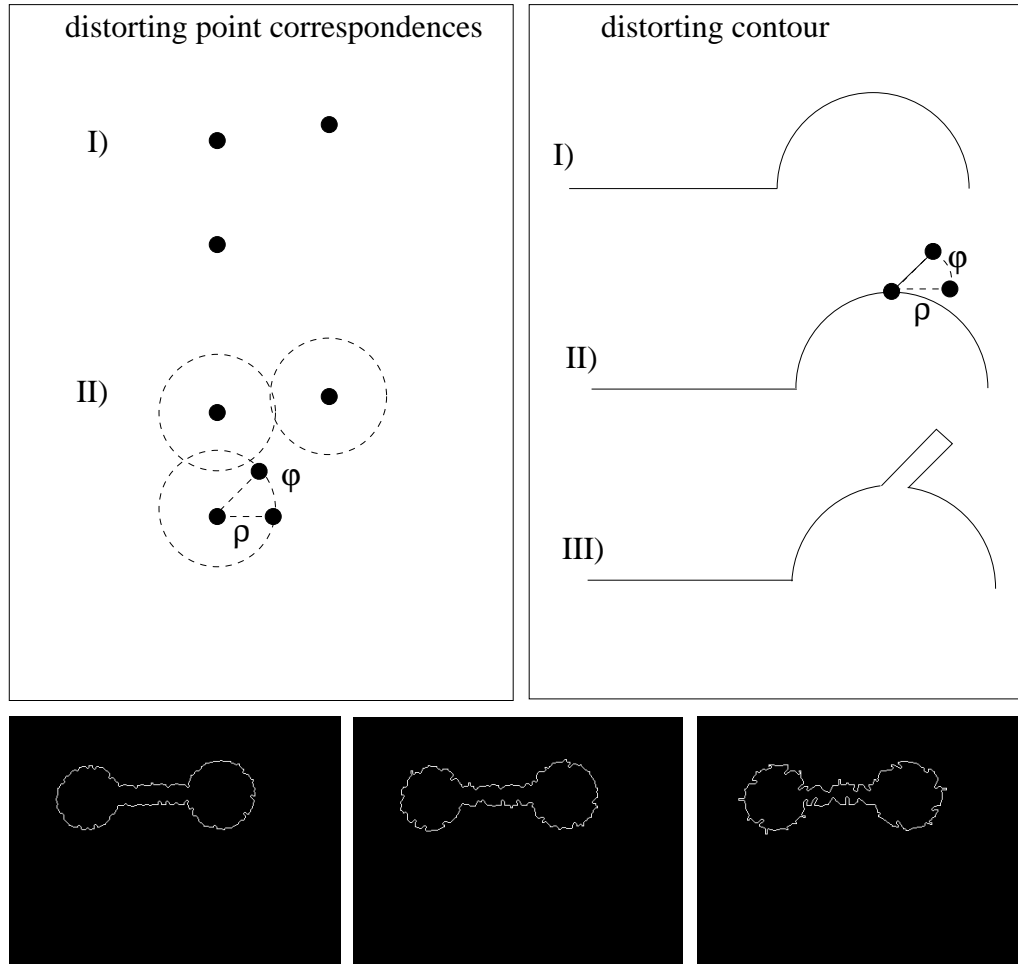 distorting point correspondences
I)
II)
φ
ρ
distorting contour
I)
φ
ρ
II)
III)